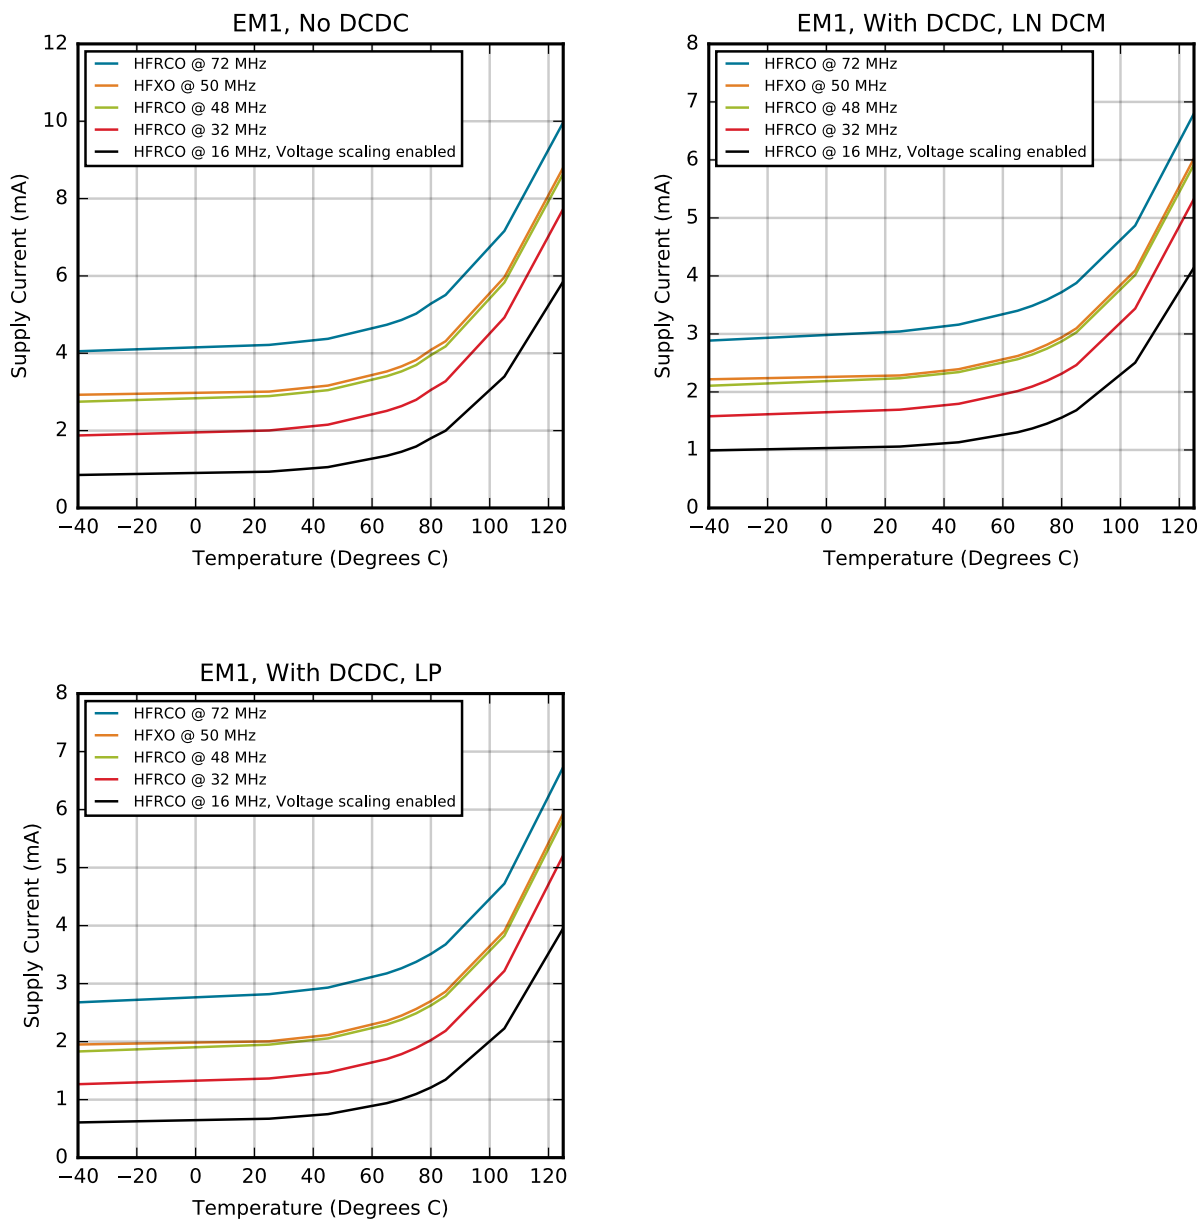 EM1, No DCDC
12
10
8
6
4
2
0
Supply Current (mA)
HFRCO @ 72 MHz
HFXO @ 50 MHz
HFRCO @ 48 MHz
HFRCO @ 32 MHz
HFRCO @ 16 MHz, Voltage scaling enabled
−40 −20 0 20 40 60 80 100 120
Temperature (Degrees C)
EM1, With DCDC, LN DCM
8
7
6
5
4
3
2
1
0
Supply Current (mA)
HFRCO @ 72 MHz
HFXO @ 50 MHz
HFRCO @ 48 MHz
HFRCO @ 32 MHz
HFRCO @ 16 MHz, Voltage scaling enabled
−40 −20 0 20 40 60 80 100 120
Temperature (Degrees C)
EM1, With DCDC, LP
8
7
6
5
4
3
2
1
0
Supply Current (mA)
HFRCO @ 72 MHz
HFXO @ 50 MHz
HFRCO @ 48 MHz
HFRCO @ 32 MHz
HFRCO @ 16 MHz, Voltage scaling enabled
−40 −20 0 20 40 60 80 100 120
Temperature (Degrees C)